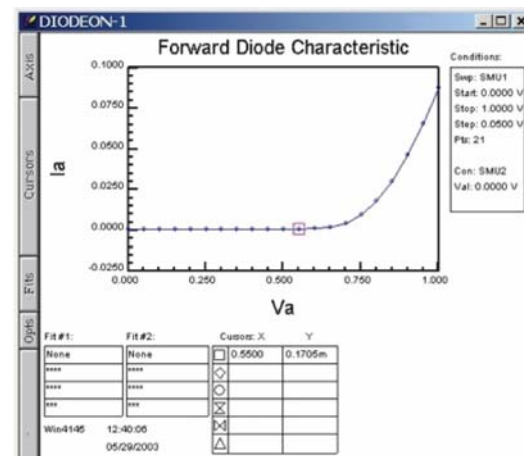 DIODEON-1
Forward Diode Characteristic
Axis
Cursors
Fits
Opts
Ia
0.1000
0.0750
0.0500
0.0250
0.0000
-0.0250
0.000 0.250 0.500 0.750 1.000
Va
Conditions:
Swp: SMU1
Start: 0.0000 V
Stop: 1.0000 V
Step: 0.0500 V
Pts: 21
Con: SMU2
Val: 0.0000 V
Fit #1: Fit #2: Cursors: X Y
None None 0.5500 0.1705m
**** ****
**** ****
*** ***
Win4145 12:40:06
05/29/2003